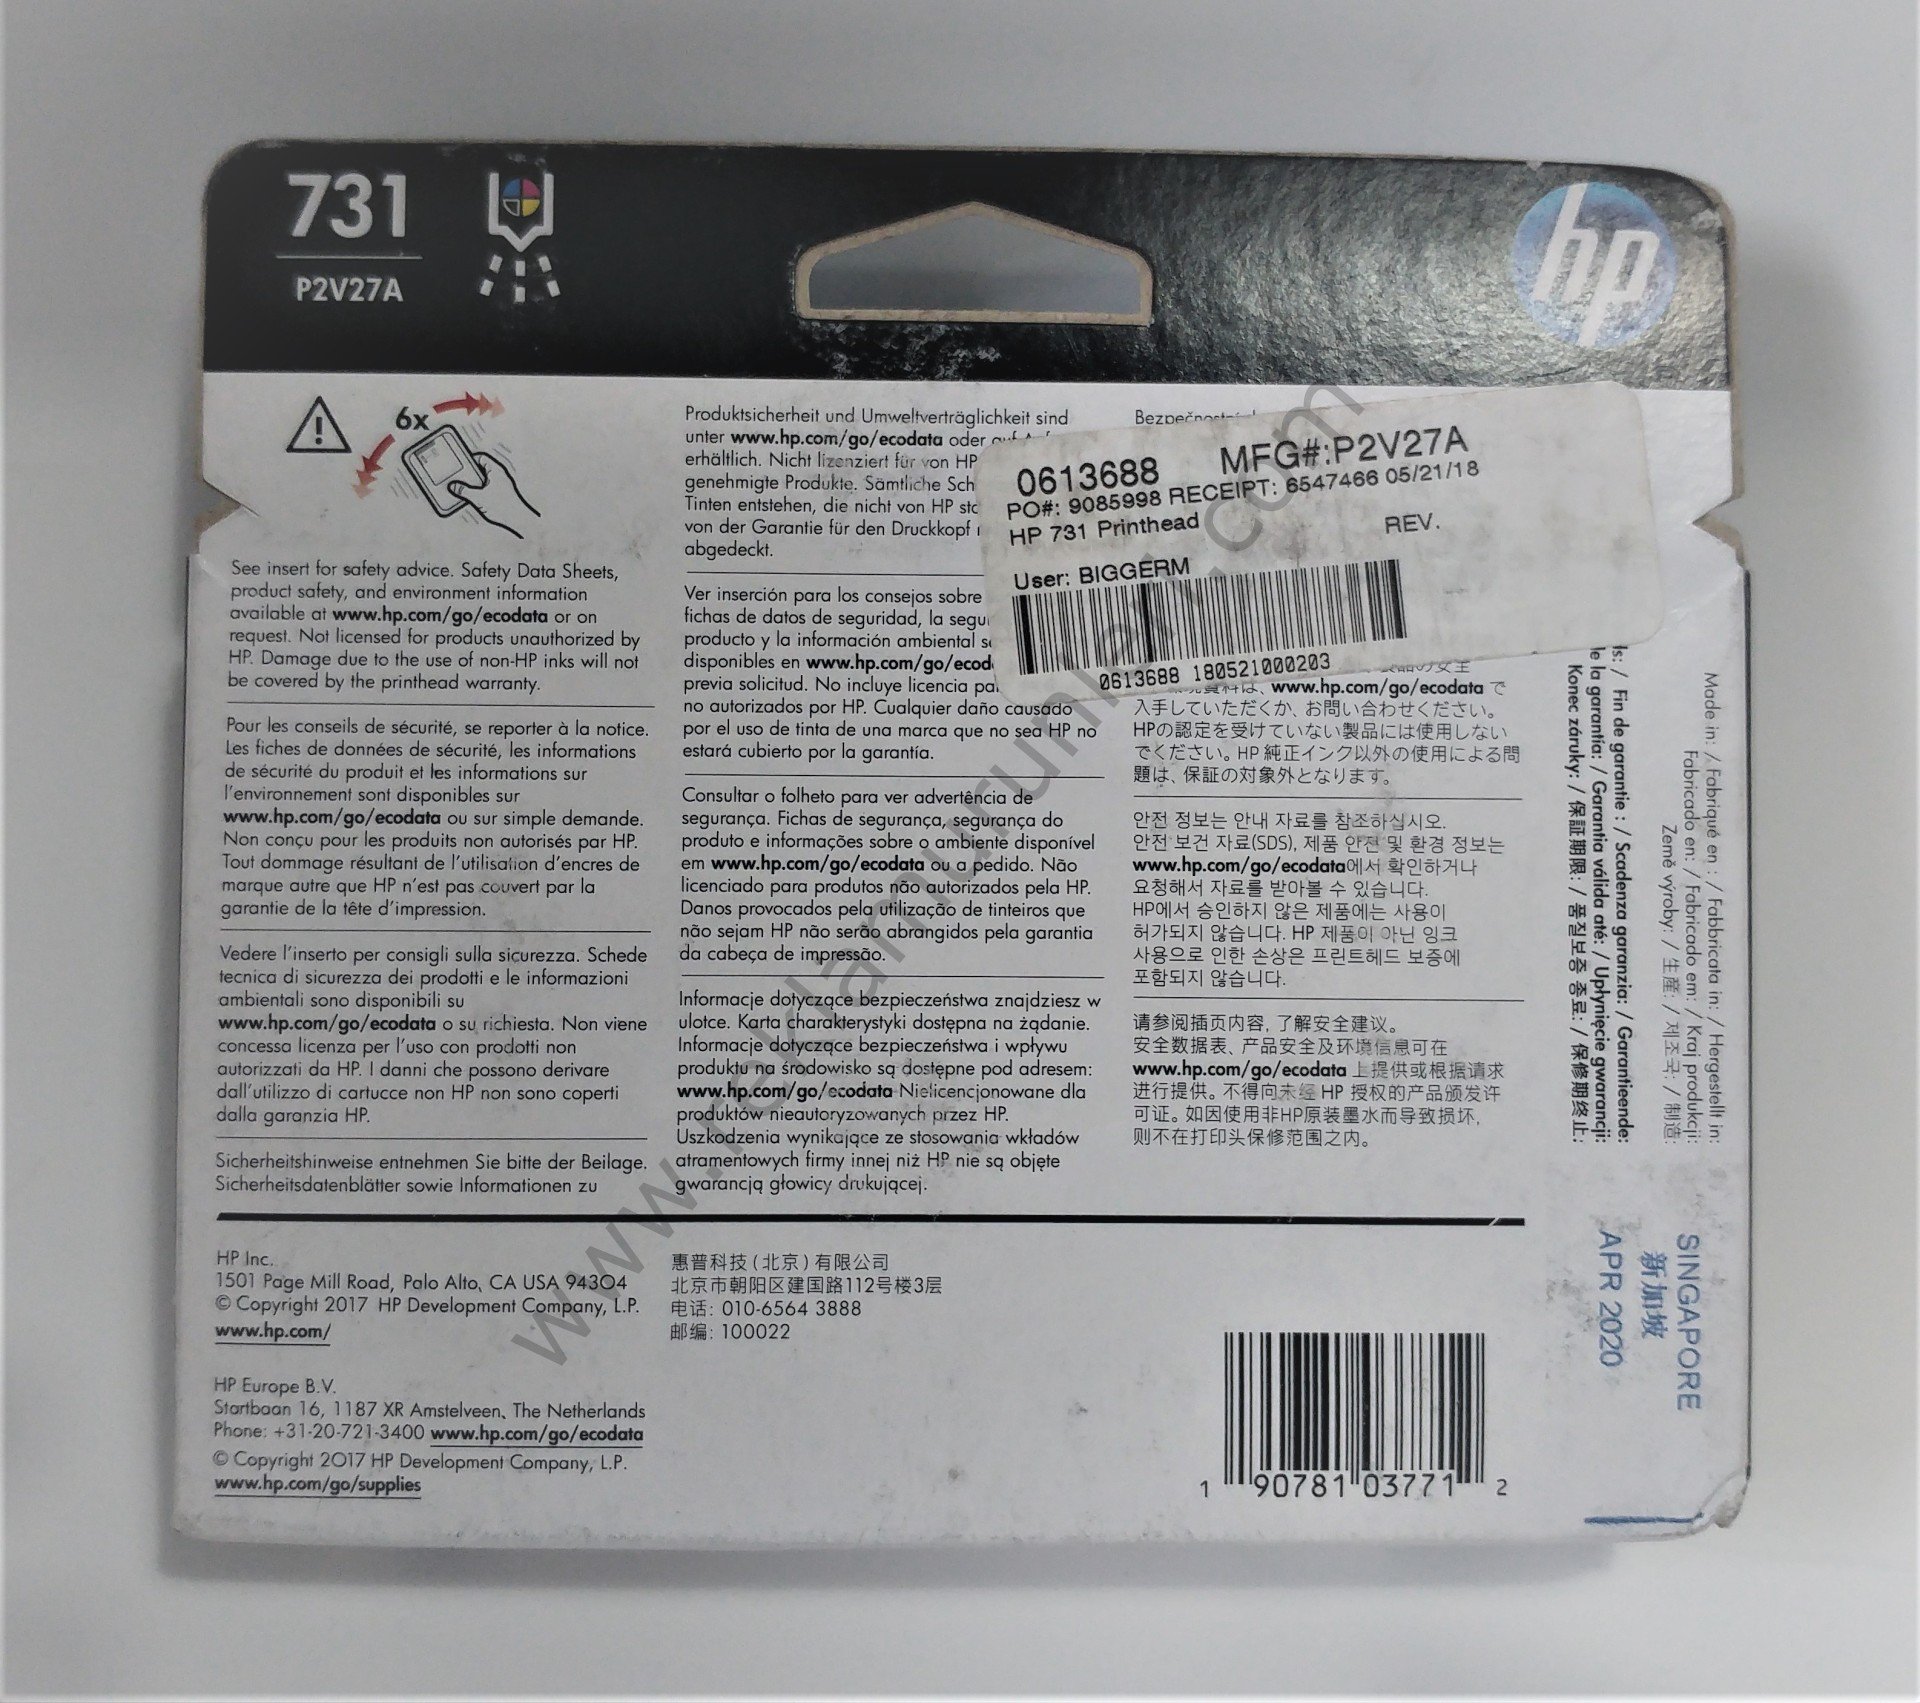 731
P2V27A
hp
6x
See insert for safety advice. Safety Data Sheets,
product safety, and environment information
available at www.hp.com/go/ecodata or on
request. Not licensed for products unauthorized by
HP. Damage due to the use of non-HP inks will not
be covered by the printhead warranty.
Pour les conseils de sécurité, se reporter à la notice.
Les fiches de données de sécurité, les informations
de sécurité du produit et les informations sur
l'environnement sont disponibles sur
www.hp.com/go/ecodata ou sur simple demande.
Non conçu pour les produits non autorisés par HP.
Tout dommage résultant de l'utilisation d'encres de
marque autre que HP n'est pas couvert par la
garantie de la tête d'impression.
Vedere l'inserto per consigli sulla sicurezza. Schede
tecnica di sicurezza dei prodotti e le informazioni
ambientali sono disponibili su
www.hp.com/go/ecodata o su richiesta. Non viene
concessa licenza per l'uso con prodotti non
autorizzati da HP. I danni che possono derivare
dall'utilizzo di cartucce non HP non sono coperti
dalla garanzia HP.
Sicherheitshinweise entnehmen Sie bitte der Beilage.
Sicherheitsdatenblätter sowie Informationen zu
Produktsicherheit und Umweltverträglichkeit sind
unter www.hp.com/go/ecodata oder
erhältlich. Nicht lizenziert für von HP
genehmigte Produkte. Sämtliche
Tinten entstehen, die nicht von HP
von der Garantie für den Druckkopf
abgedeckt.
Ver inserción para los consejos sobre
fichas de datos de seguridad, la
producto y la información ambiental
disponibles en www.hp.com/go/
previa solicitud. No incluye licencia
no autorizados por HP. Cualquier daño causado
por el uso de tinta de una marca que no sea HP no
estará cubierto por la garantía.
Consultar o folheto para ver advertência de
segurança. Fichas de segurança, segurança do
produto e informações sobre o ambiente disponível
em www.hp.com/go/ecodata ou a pedido. Não
licenciado para produtos não autorizados pela HP.
Danos provocados pela utilização de tinteiros que
não sejam HP não serão abrangidos pela garantia
da cabeça de impressão.
Informacje dotyczące bezpieczeństwa znajdziesz w
ulotce. Karta charakterystyki dostępna na żądanie.
Informacje dotyczące bezpieczeństwa i wpływu
produktu na środowisko są dostępne pod adresem:
www.hp.com/go/ecodata Nielicencjonowane dla
produktów nieautoryzowanych przez HP.
Uszkodzenia wynikające ze stosowania wkładów
atramentowych firmy innej niż HP nie są objęte
gwarancją głowicy drukującej.
0613688 MFG#:P2V27A
PO#: 9085998 RECEIPT: 6547466 05/21/18
HP 731 Printhead REV.
User: BIGGERM
0613688 180521000203
www.hp.com/go/ecodata で
入手していただくか、お問い合わせください。
HPの認定を受けていない製品には使用しない
でください。HP 純正インク以外の使用による問
題は、保証の対象外となります。
안전 정보는 안내 자료를 참조하십시오.
안전 보건 자료(SDS), 제품 안전 및 환경 정보는
www.hp.com/go/ecodata에서 확인하거나
요청해서 자료를 받아볼 수 있습니다.
HP에서 승인하지 않은 제품에는 사용이
허가되지 않습니다. HP 제품이 아닌 잉크
사용으로 인한 손상은 프린트헤드 보증에
포함되지 않습니다.
请参阅插页内容, 了解安全建议。
安全数据表、产品安全及环境信息可在
www.hp.com/go/ecodata 上提供或根据请求
进行提供。不得向未经 HP 授权的产品颁发许
可证。如因使用非HP原装墨水而导致损坏,
则不在打印头保修范围之内。
Made in: / Fabriqué en : / Fabbricato in: / Hergestellt in:
Fabricado en: / Fabricado em: / Kraj produkcji:
Země výroby: / 生産: / 제조국: / 制造:
/ Fin de garantie : / Scadenza garanzia: / Garantieende:
la garantía: / Garantia válida até: / Upłynięcie gwarancji:
Konec záruky: / 保証期限: / 품질보증 종료: / 保修期终止:
SINGAPORE
新加坡
APR 2020
HP Inc.
1501 Page Mill Road, Palo Alto, CA USA 94304
© Copyright 2017 HP Development Company, L.P.
www.hp.com/
HP Europe B.V.
Startbaan 16, 1187 XR Amstelveen, The Netherlands
Phone: +31-20-721-3400 www.hp.com/go/ecodata
© Copyright 2017 HP Development Company, L.P.
www.hp.com/go/supplies
惠普科技 (北京) 有限公司
北京市朝阳区建国路112号楼3层
电话: 010-6564 3888
邮编: 100022
1 90781 03771 2
www.reklamurunleri.com